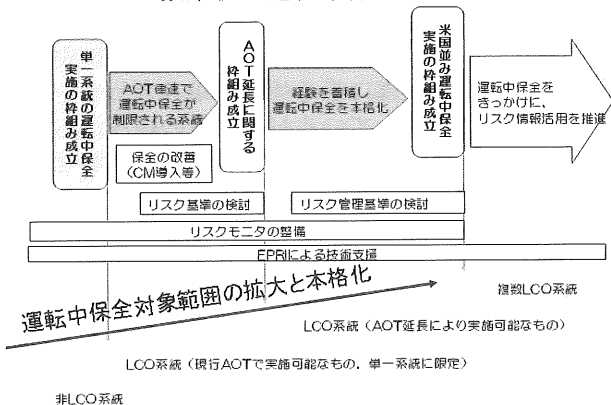 単一系統の運転中保全
実施の枠組み成立
AOT律速で
運転中保全が
制限される系統
保全の改善
(CM導入等)
AOT延長に関する
枠組み成立
経験を蓄積し
運転中保全を本格化
米国並み運転中保全
実施の枠組み成立
運転中保全を
きっかけに、
リスク情報活用を推進
リスク基準の検討
リスク管理基準の検討
リスクモニタの整備
EPRIによる技術支援
運転中保全対象範囲の拡大と本格化
複数LCO系統
LCO系統（AOT延長により実施可能なもの）
LCO系統（現行AOTで実施可能なもの、単一系統に限定）
非LCO系統